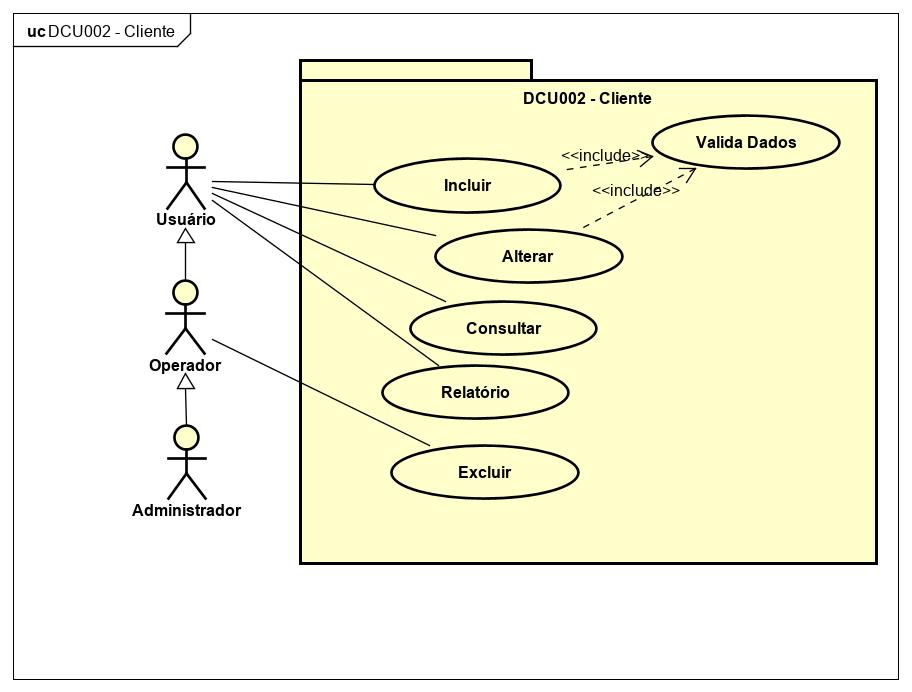 uc DCU002 - Cliente
DCU002 - Cliente
Valida Dados
<<include>>
Incluir
<<include>>
Usuário
Alterar
Consultar
Operador
Relatório
Excluir
Administrador